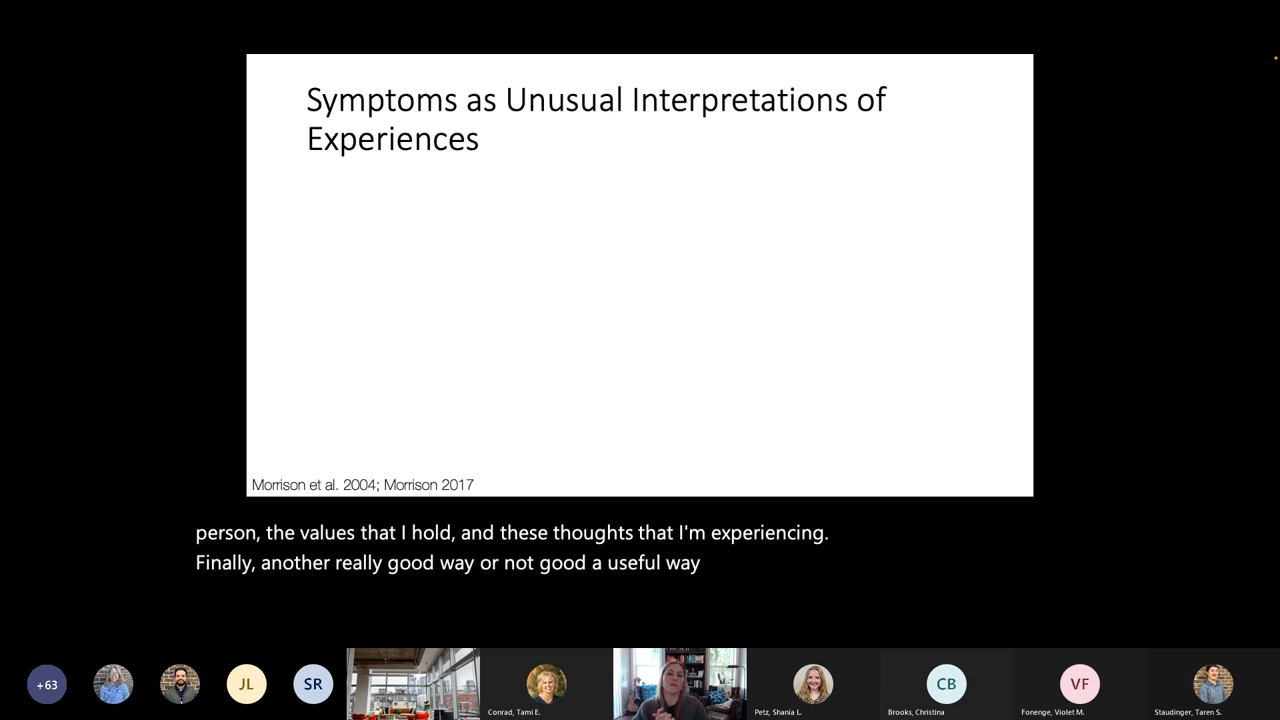 Symptoms as Unusual Interpretations of
Experiences
Morrison et al. 2004; Morrison 2017
person, the values that I hold, and these thoughts that I'm experiencing.
Finally, another really good way or not good a useful way
+63
JL
SR
Conrad, Tami E.
Petz, Shania L.
CB
Brooks, Christina
VF
Fonenge, Violet M.
Staudinger, Taren S.